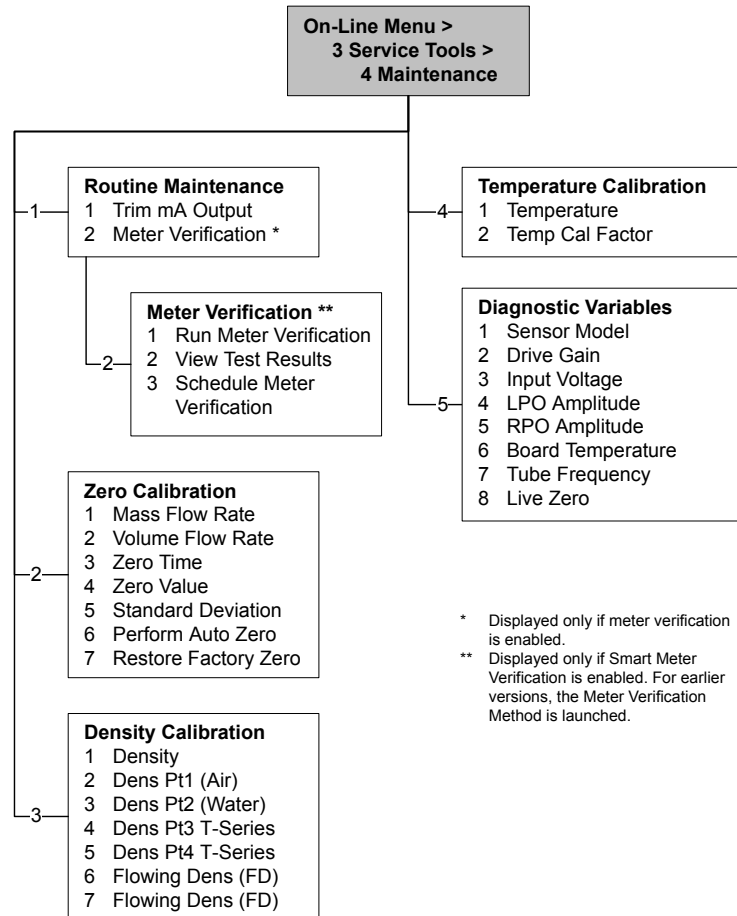 On-Line Menu >
3 Service Tools >
4 Maintenance
1
Routine Maintenance
1 Trim mA Output
2 Meter Verification *
2
Meter Verification **
1 Run Meter Verification
2 View Test Results
3 Schedule Meter
Verification
2
Zero Calibration
1 Mass Flow Rate
2 Volume Flow Rate
3 Zero Time
4 Zero Value
5 Standard Deviation
6 Perform Auto Zero
7 Restore Factory Zero
3
Density Calibration
1 Density
2 Dens Pt1 (Air)
3 Dens Pt2 (Water)
4 Dens Pt3 T-Series
5 Dens Pt4 T-Series
6 Flowing Dens (FD)
7 Flowing Dens (FD)
4
Temperature Calibration
1 Temperature
2 Temp Cal Factor
5
Diagnostic Variables
1 Sensor Model
2 Drive Gain
3 Input Voltage
4 LPO Amplitude
5 RPO Amplitude
6 Board Temperature
7 Tube Frequency
8 Live Zero
* Displayed only if meter verification
is enabled.
** Displayed only if Smart Meter
Verification is enabled. For earlier
versions, the Meter Verification
Method is launched.